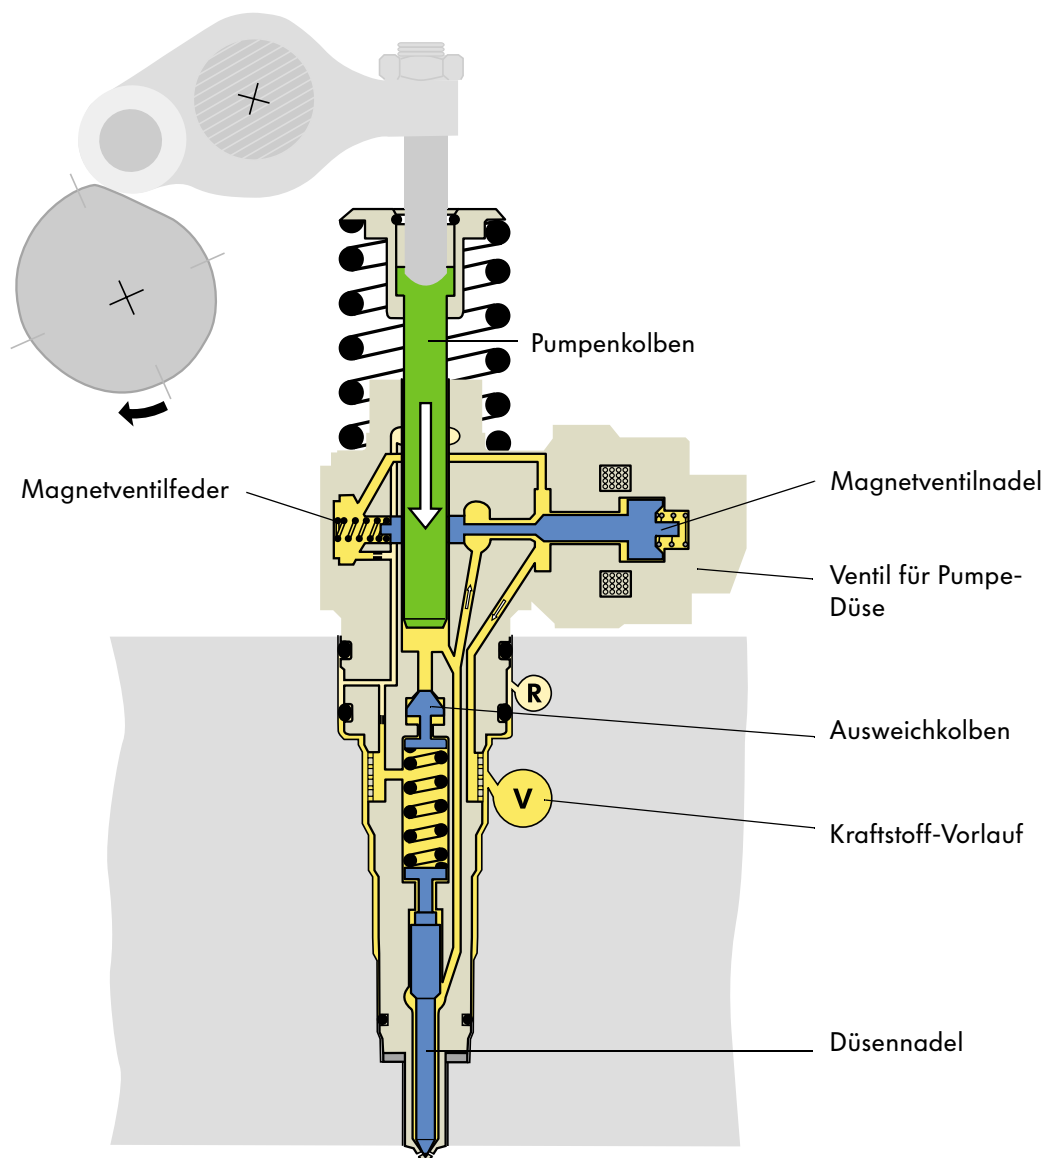 Pumpenkolben
Magnetventilfeder
Magnetventilnadel
Ventil für Pumpe-
Düse
R
Ausweichkolben
V
Kraftstoff-Vorlauf
Düsennadel